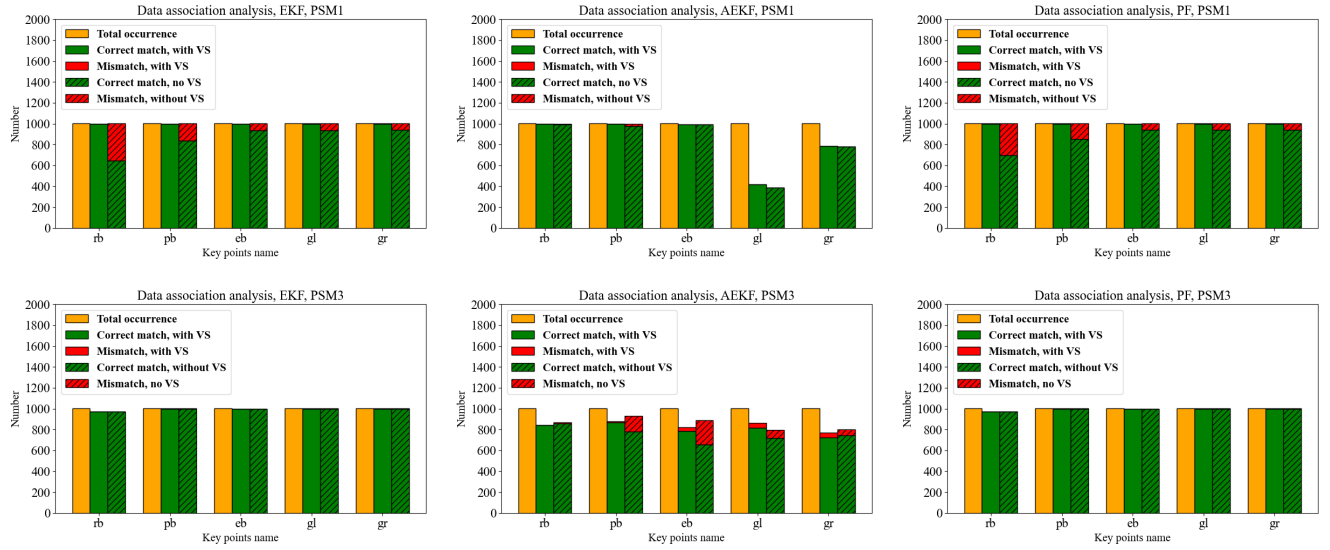 Data association analysis, EKF, PSM1
2000
1800
1600
1400
1200
1000
800
600
400
200
0
Number
Total occurrence
Correct match, with VS
Mismatch, with VS
Correct match, no VS
Mismatch, without VS
rb pb eb gl gr
Key points name
Data association analysis, AEKF, PSM1
2000
1800
1600
1400
1200
1000
800
600
400
200
0
Number
Total occurrence
Correct match, with VS
Mismatch, with VS
Correct match, no VS
Mismatch, without VS
rb pb eb gl gr
Key points name
Data association analysis, PF, PSM1
2000
1800
1600
1400
1200
1000
800
600
400
200
0
Number
Total occurrence
Correct match, with VS
Mismatch, with VS
Correct match, no VS
Mismatch, without VS
rb pb eb gl gr
Key points name
Data association analysis, EKF, PSM3
2000
1800
1600
1400
1200
1000
800
600
400
200
0
Number
Total occurrence
Correct match, with VS
Mismatch, with VS
Correct match, without VS
Mismatch, no VS
rb pb eb gl gr
Key points name
Data association analysis, AEKF, PSM3
2000
1800
1600
1400
1200
1000
800
600
400
200
0
Number
Total occurrence
Correct match, with VS
Mismatch, with VS
Correct match, without VS
Mismatch, no VS
rb pb eb gl gr
Key points name
Data association analysis, PF, PSM3
2000
1800
1600
1400
1200
1000
800
600
400
200
0
Number
Total occurrence
Correct match, with VS
Mismatch, with VS
Correct match, without VS
Mismatch, no VS
rb pb eb gl gr
Key points name